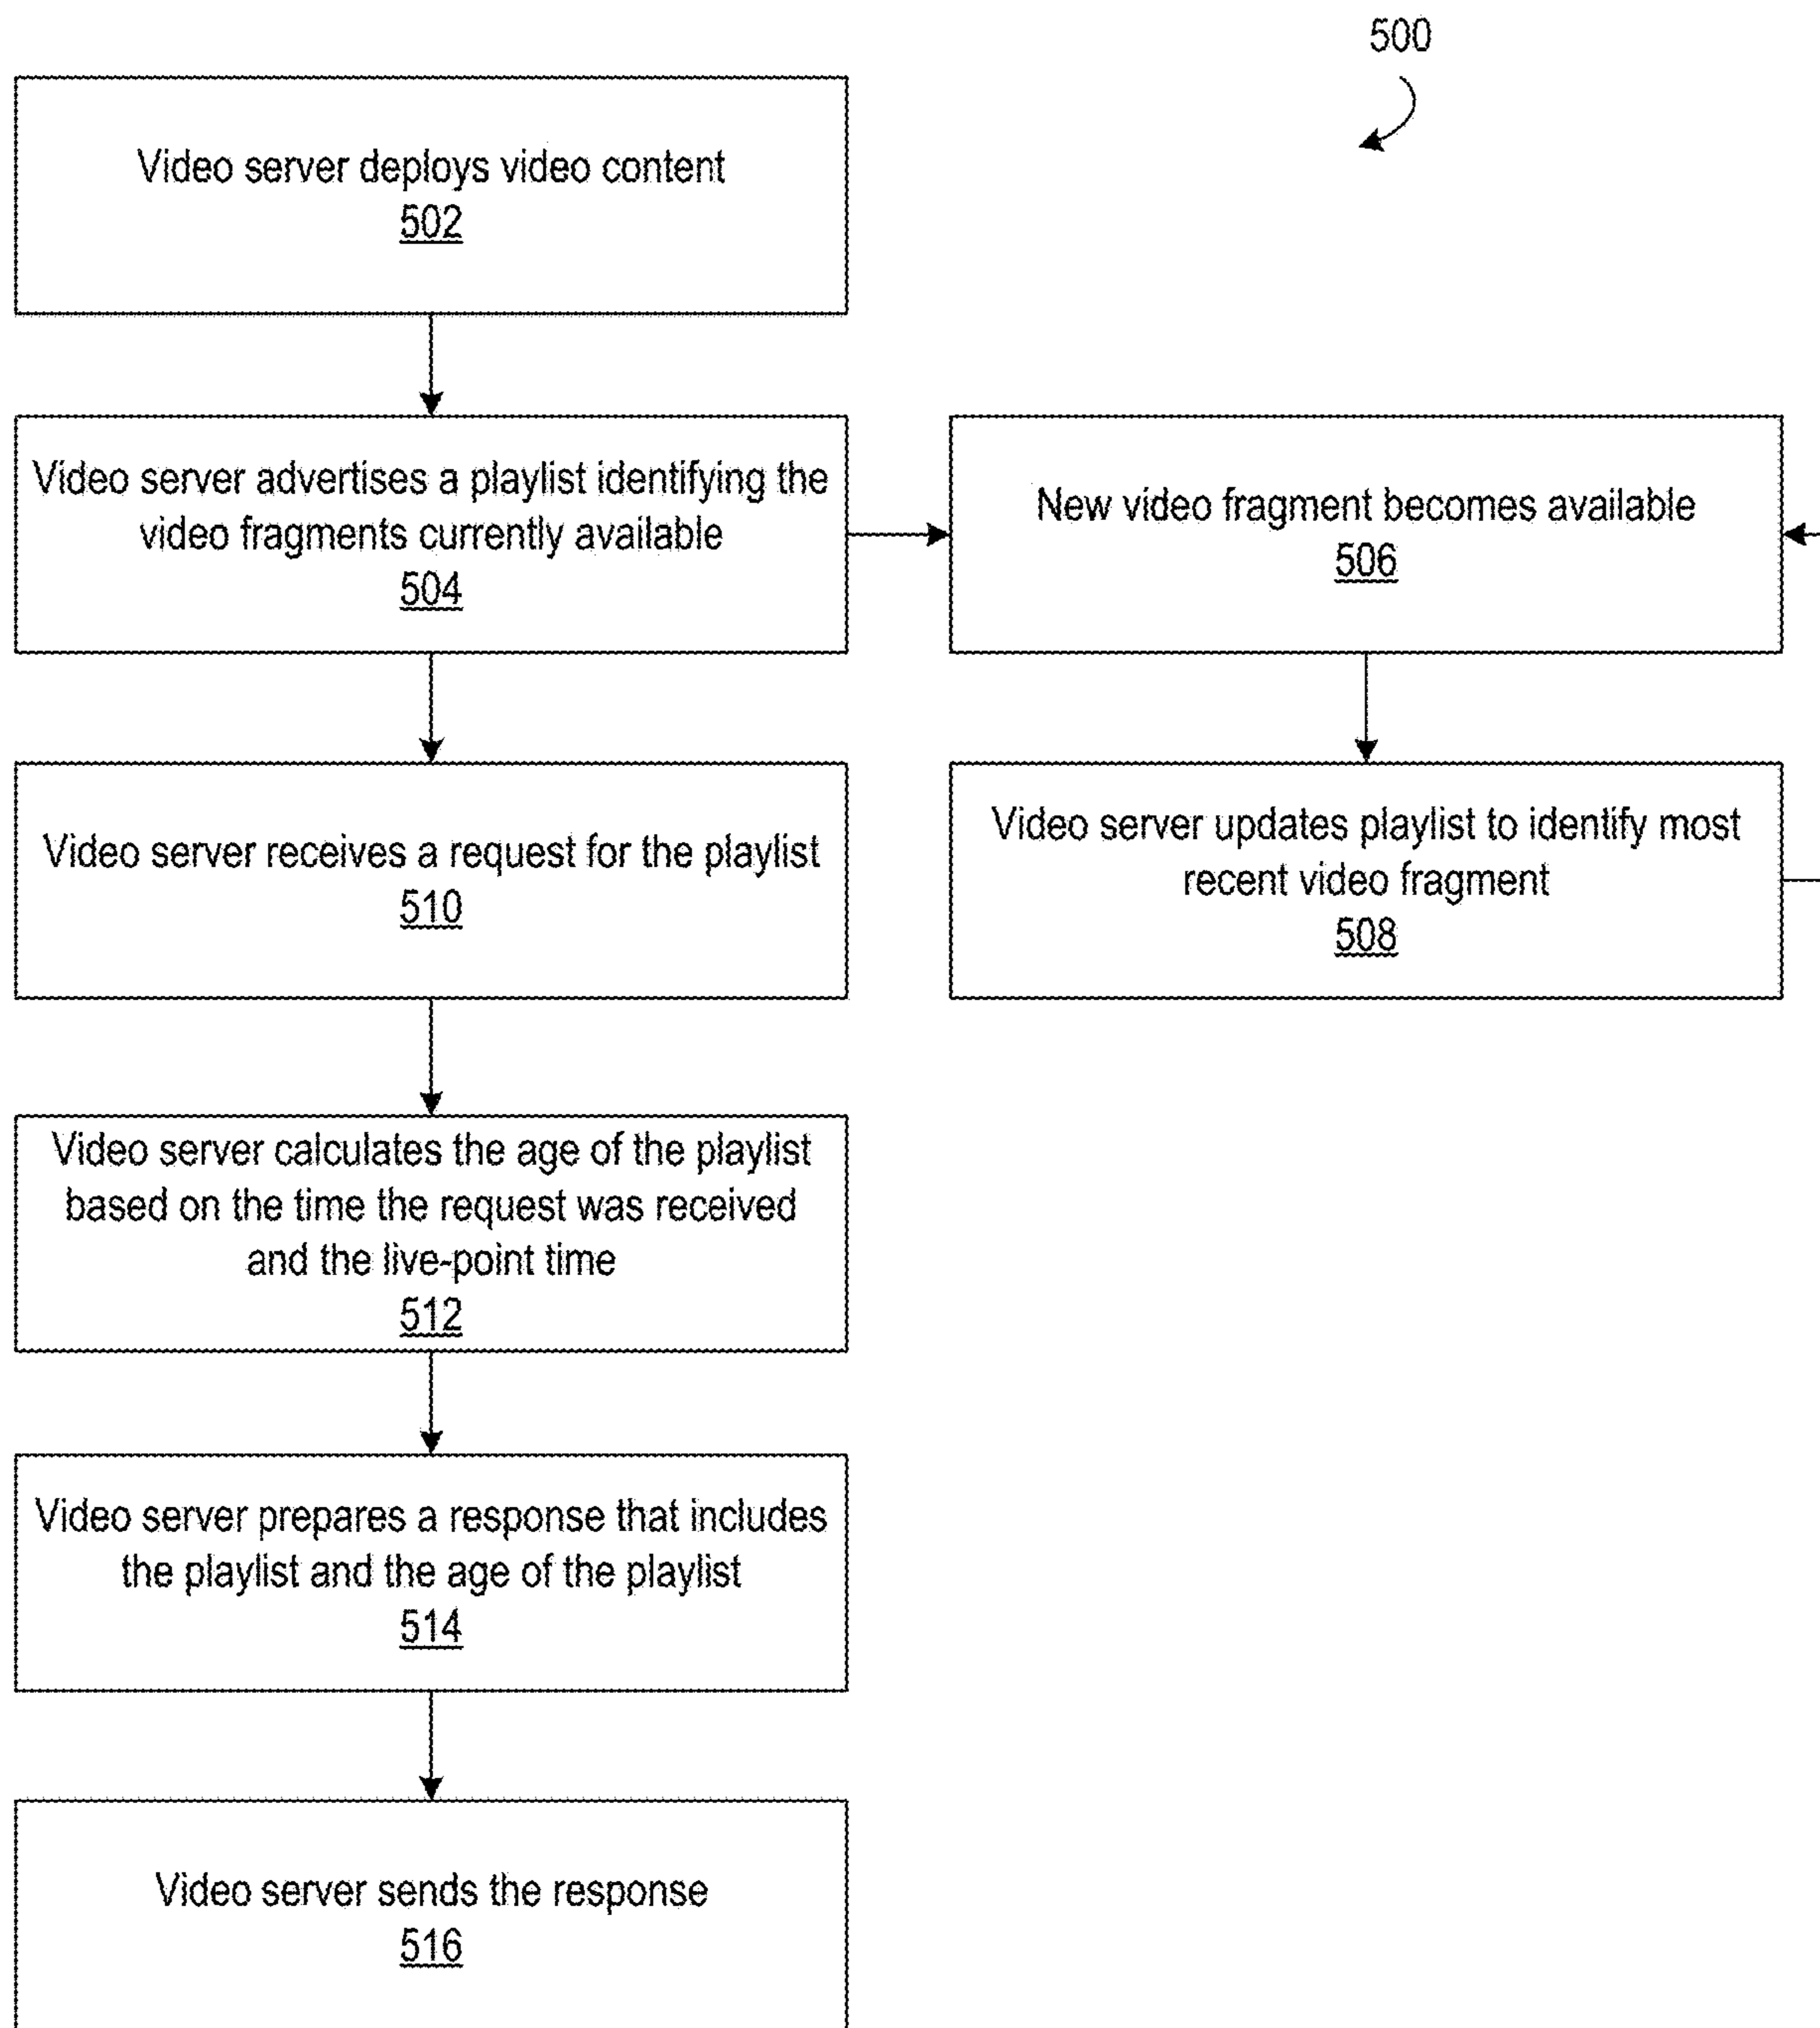 500
Video server deploys video content
502
Video server advertises a playlist identifying the
video fragments currently available
504
New video fragment becomes available
506
Video server receives a request for the playlist
510
Video server updates playlist to identify most
recent video fragment
508
Video server calculates the age of the playlist
based on the time the request was received
and the live-point time
512
Video server prepares a response that includes
the playlist and the age of the playlist
514
Video server sends the response
516